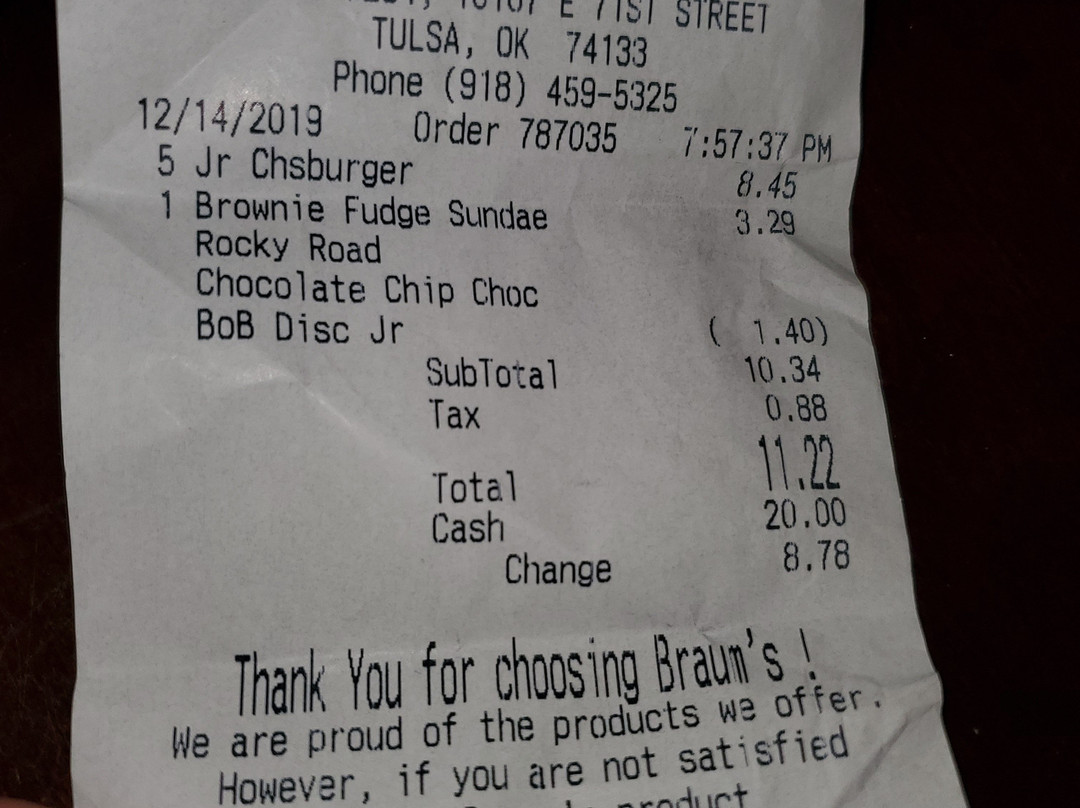 E 71ST STREET
TULSA, OK 74133
Phone (918) 459-5325
12/14/2019 Order 787035 7:57:37 PM
5 Jr Chsburger 8.45
1 Brownie Fudge Sundae 3.29
Rocky Road
Chocolate Chip Choc
BoB Disc Jr ( 1.40)
SubTotal 10.34
Tax 0.88
Total 11.22
Cash 20.00
Change 8.78
Thank You for choosing Braum's !
We are proud of the products we offer.
However, if you are not satisfied
product